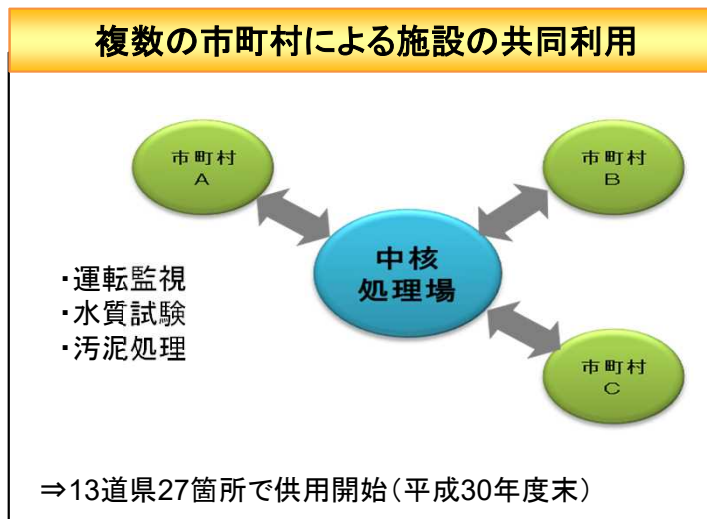 複数の市町村による施設の共同利用
市町村
A
市町村
B
中核
処理場
・運転監視
・水質試験
・汚泥処理
市町村
C
⇒13道県27箇所で供用開始(平成30年度末)